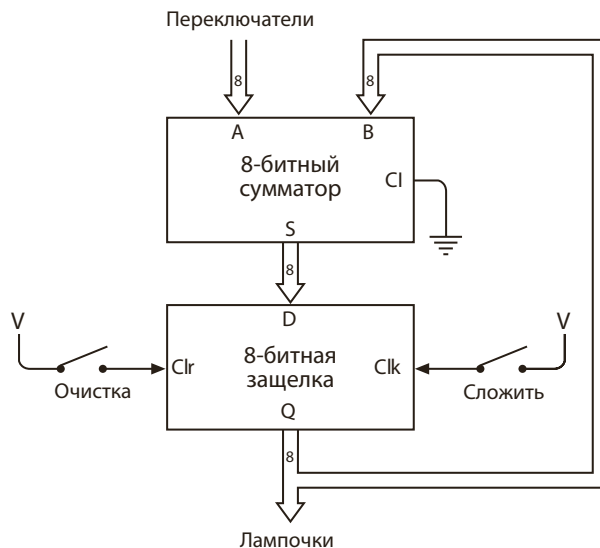 Переключатели
8
8
A
B
8-битный
сумматор
CI
S
8
V
V
D
Clr
8-битная
защелка
Clk
Очистка
Сложить
Q
8
Лампочки